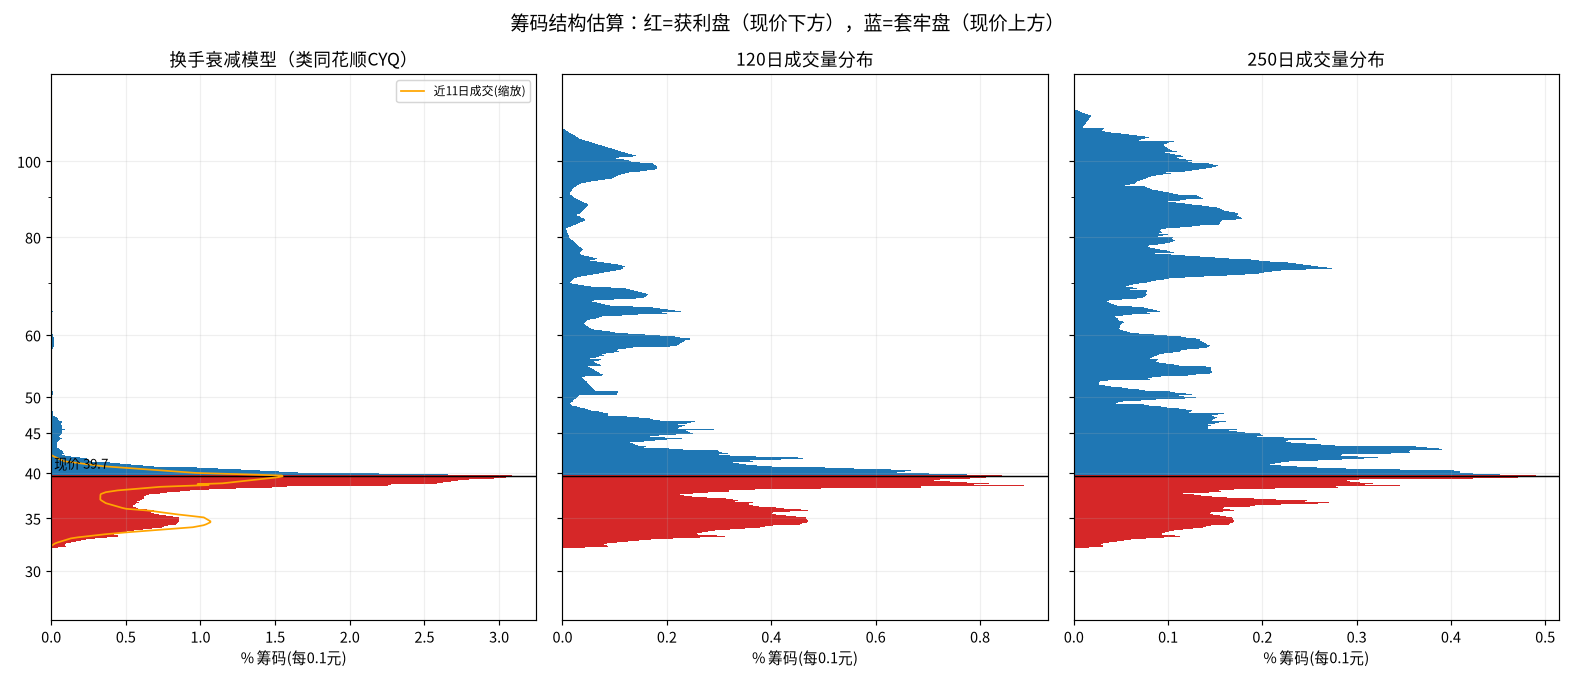 筹码结构估算：红=获利盘（现价下方），蓝=套牢盘（现价上方）
换手衰减模型（类同花顺CYQ）
近11日成交(缩放)
100
80
60
50
45
40
35
30
现价 39.7
0.0 0.5 1.0 1.5 2.0 2.5 3.0
% 筹码(每0.1元)
120日成交量分布
0.0 0.2 0.4 0.6 0.8
% 筹码(每0.1元)
250日成交量分布
0.0 0.1 0.2 0.3 0.4 0.5
% 筹码(每0.1元)